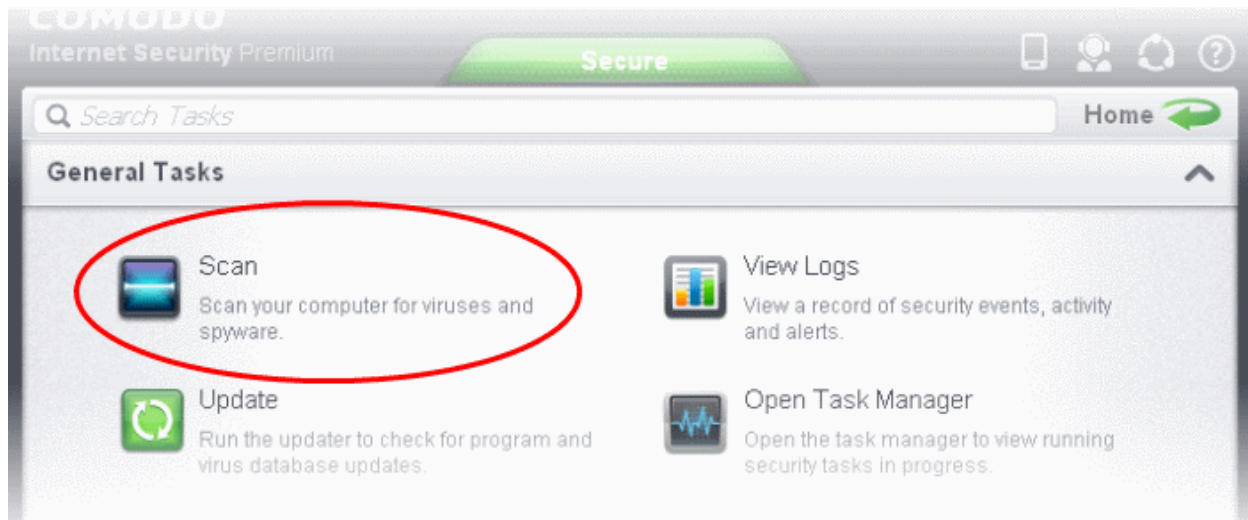 COMODO
Internet Security Premium
Secure
Search Tasks
Home
General Tasks
Scan
Scan your computer for viruses and
spyware.
View Logs
View a record of security events, activity
and alerts.
Update
Run the updater to check for program and
virus database updates.
Open Task Manager
Open the task manager to view running
security tasks in progress.